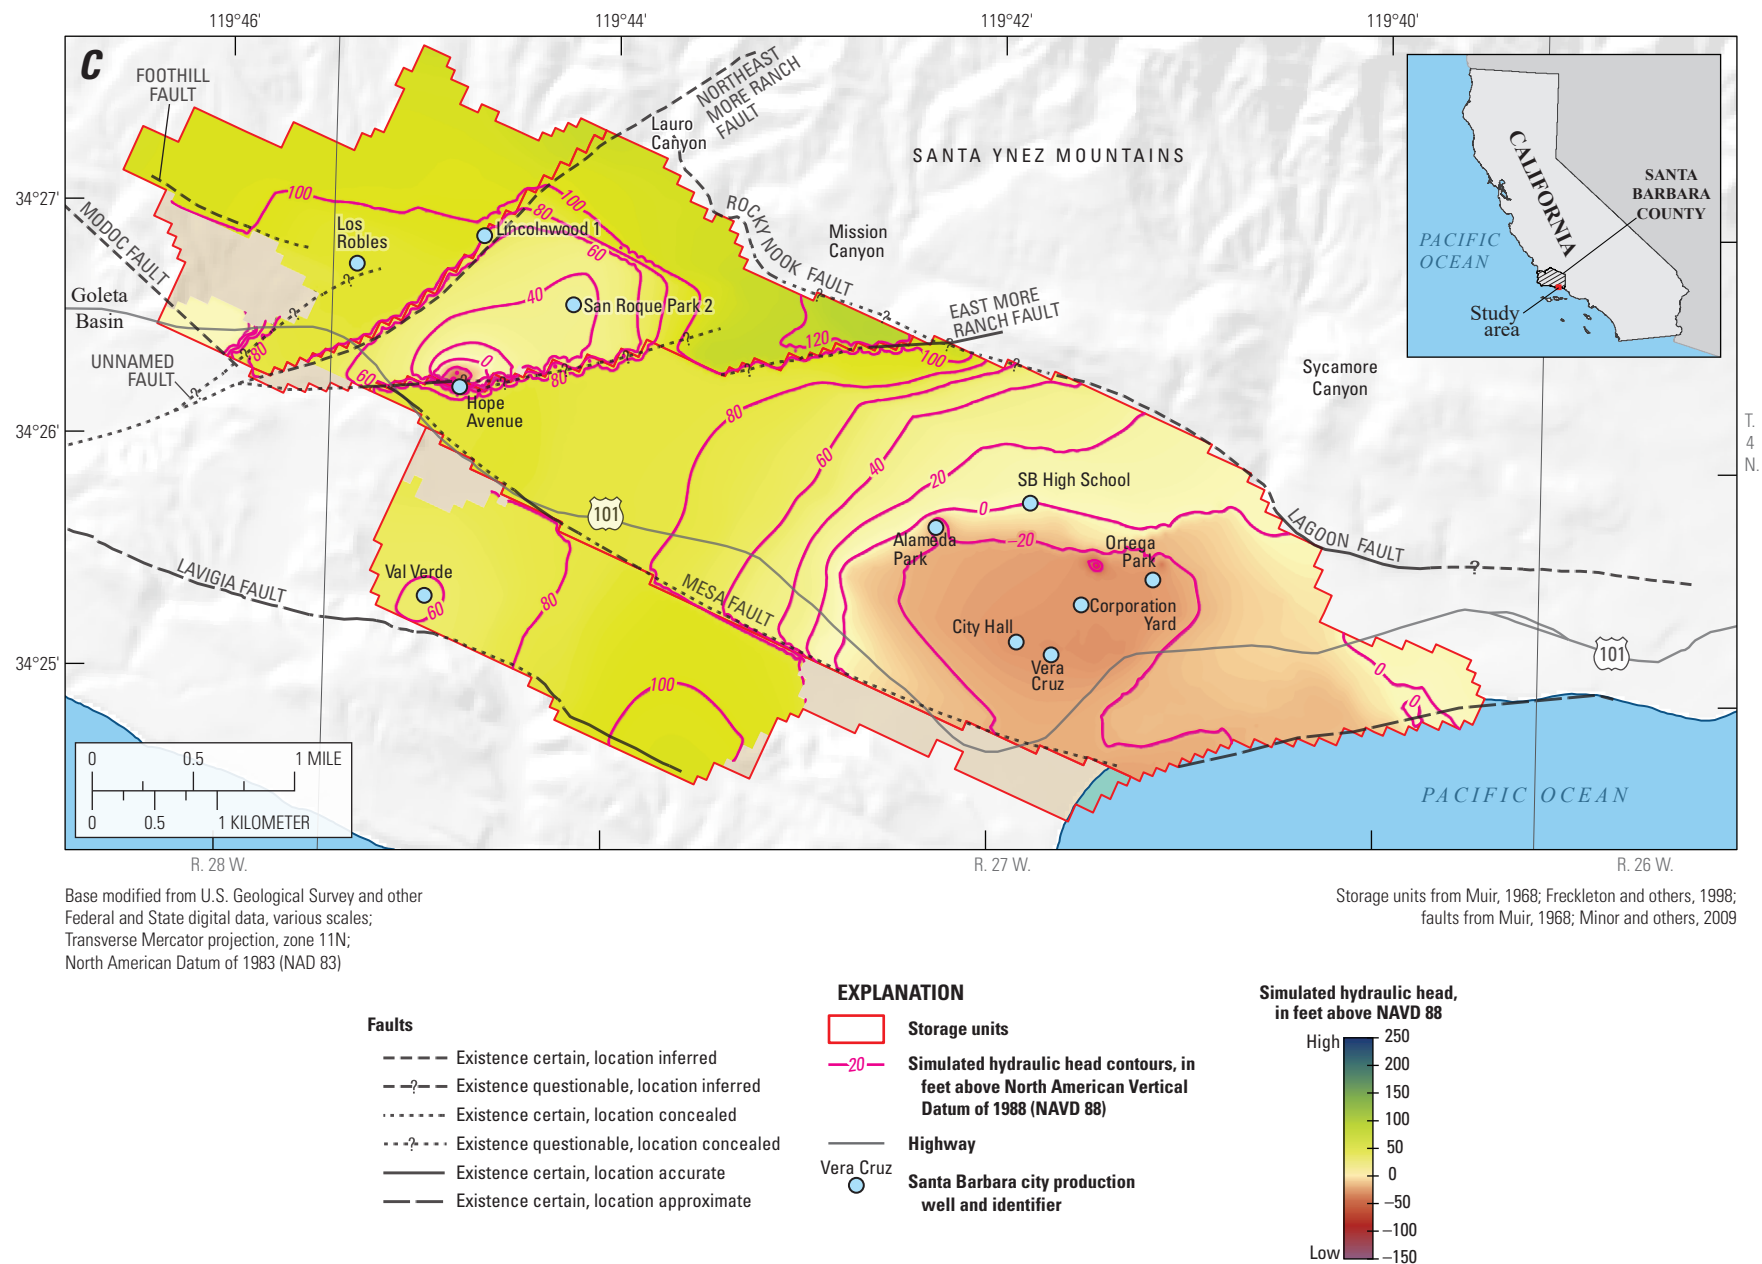 119°46'
119°44'
119°42'
119°40'
C
FOOTHILL
FAULT
NORTHEAST
MORE RANCH
FAULT
Lauro
Canyon
SANTA YNEZ MOUNTAINS
CALIFORNIA
SANTA
BARBARA
COUNTY
PACIFIC
OCEAN
Study
area
34°27'
MODOC FAULT
100
Los
Robles
Lincolnwood 1
80
100
60
ROCKY NOOK FAULT
Mission
Canyon
?
?
?
?
40
San Roque Park 2
Goleta
Basin
EAST MORE
RANCH FAULT
120
100
UNNAMED
FAULT
80
?
?
60
0
80
?
?
?
?
?
?
?
Hope
Avenue
Sycamore
Canyon
34°26'
T.
4
N.
80
60
40
20
SB High School
0
101
Alameda
Park
–20
Ortega
Park
LAGOON FAULT
?
LAVIGIA FAULT
Val Verde
60
80
MESA FAULT
Corporation
Yard
City Hall
Vera
Cruz
101
34°25'
100
0
0
0
0.5
1 MILE
0
0.5
1 KILOMETER
PACIFIC OCEAN
R. 28 W.
R. 27 W.
R. 26 W.
Base modified from U.S. Geological Survey and other
Federal and State digital data, various scales;
Transverse Mercator projection, zone 11N;
North American Datum of 1983 (NAD 83)
Storage units from Muir, 1968; Freckleton and others, 1998;
faults from Muir, 1968; Minor and others, 2009
EXPLANATION
Faults
Existence certain, location inferred
?
Existence questionable, location inferred
Existence certain, location concealed
?
Existence questionable, location concealed
Existence certain, location accurate
Existence certain, location approximate
Storage units
20
Simulated hydraulic head contours, in
feet above North American Vertical
Datum of 1988 (NAVD 88)
Highway
Vera Cruz
Santa Barbara city production
well and identifier
Simulated hydraulic head,
in feet above NAVD 88
High
250
200
150
100
50
0
–50
–100
Low
–150